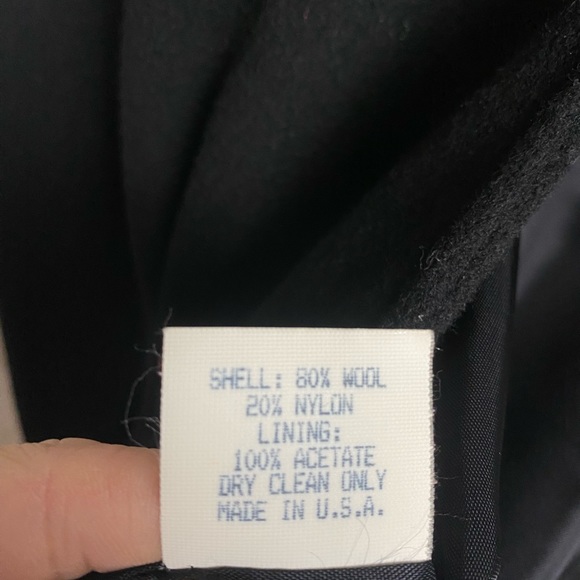 SHELL: 80% WOOL
20% NYLON
LINING:
100% ACETATE
DRY CLEAN ONLY
MADE IN U.S.A.